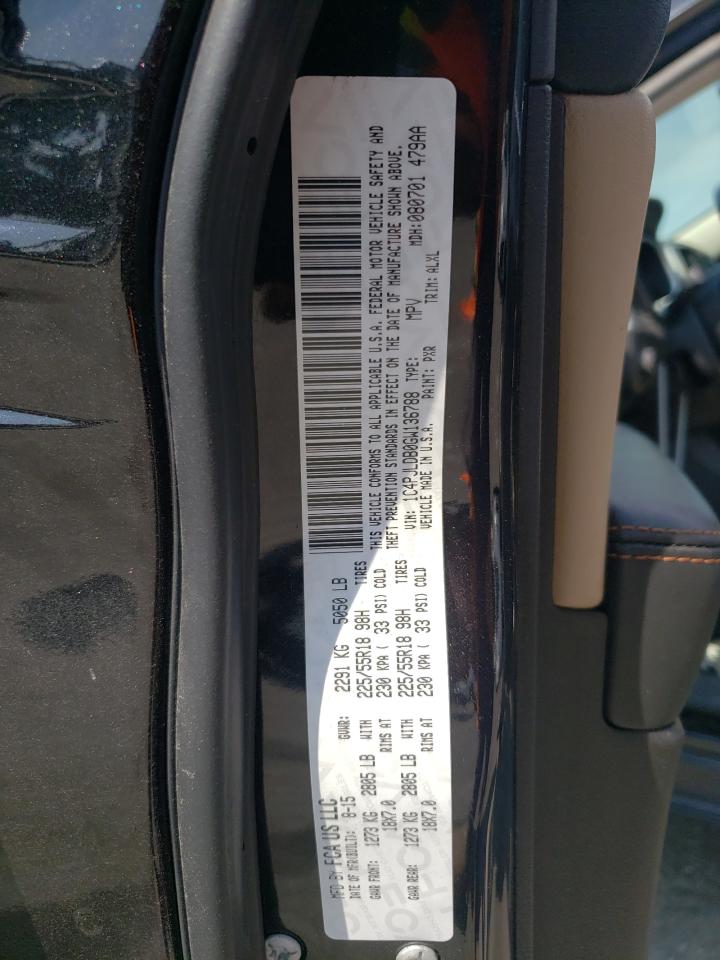 MFD BY FCA US LLC
DATE OF MFR(BUILT): 8-15 GVWR: 2291 KG 5050 LB
GAWR FRONT: 1273 KG 2805 LB WITH 225/55R18 98H TIRES
18X7.0 RIMS AT 230 KPA ( 33 PSI) COLD
GAWR REAR: 1273 KG 2805 LB WITH 225/55R18 98H TIRES
18X7.0 RIMS AT 230 KPA ( 33 PSI) COLD
THIS VEHICLE CONFORMS TO ALL APPLICABLE U.S.A. FEDERAL MOTOR VEHICLE SAFETY AND
THEFT PREVENTION STANDARDS IN EFFECT ON THE DATE OF MANUFACTURE SHOWN ABOVE.
VIN: 1C4PJLDB0GW136788 TYPE: MPV MDH:080701 479AA
VEHICLE MADE IN U.S.A. PAINT: PXR TRIM: ALXL